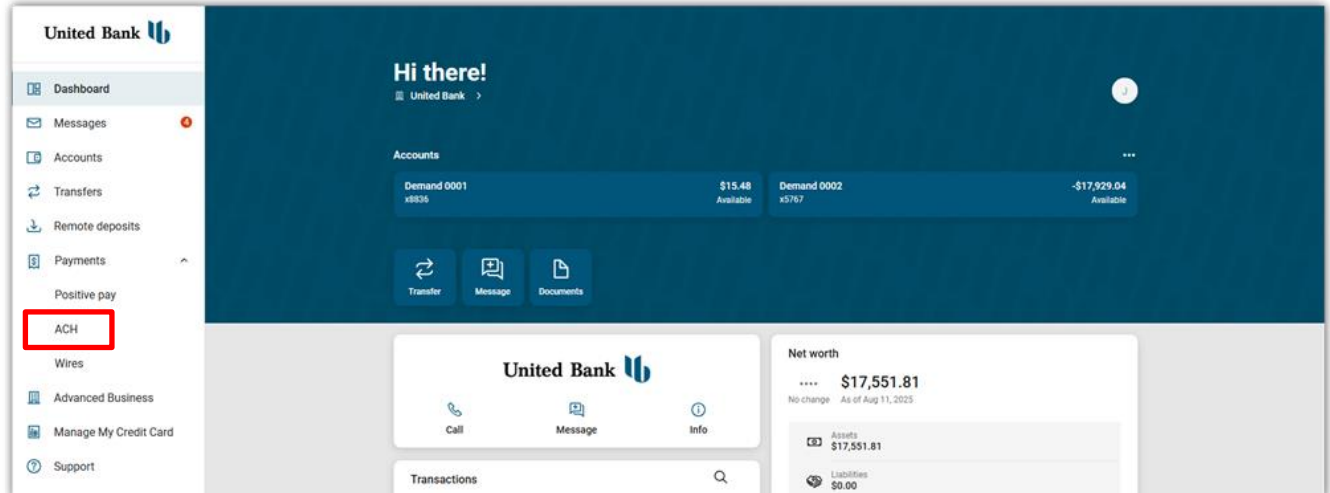 United Bank
Dashboard
Messages 4
Accounts
Transfers
Remote deposits
Payments
Positive pay
ACH
Wires
Advanced Business
Manage My Credit Card
Support
Hi there!
United Bank >
J
Accounts
Demand 0001 $15.48
x8836 Available
Demand 0002 -$17,929.04
x5767 Available
Transfer Message Documents
United Bank
Call Message Info
Transactions
Net worth
$17,551.81
No change As of Aug 11, 2025
Assets
$17,551.81
Liabilities
$0.00